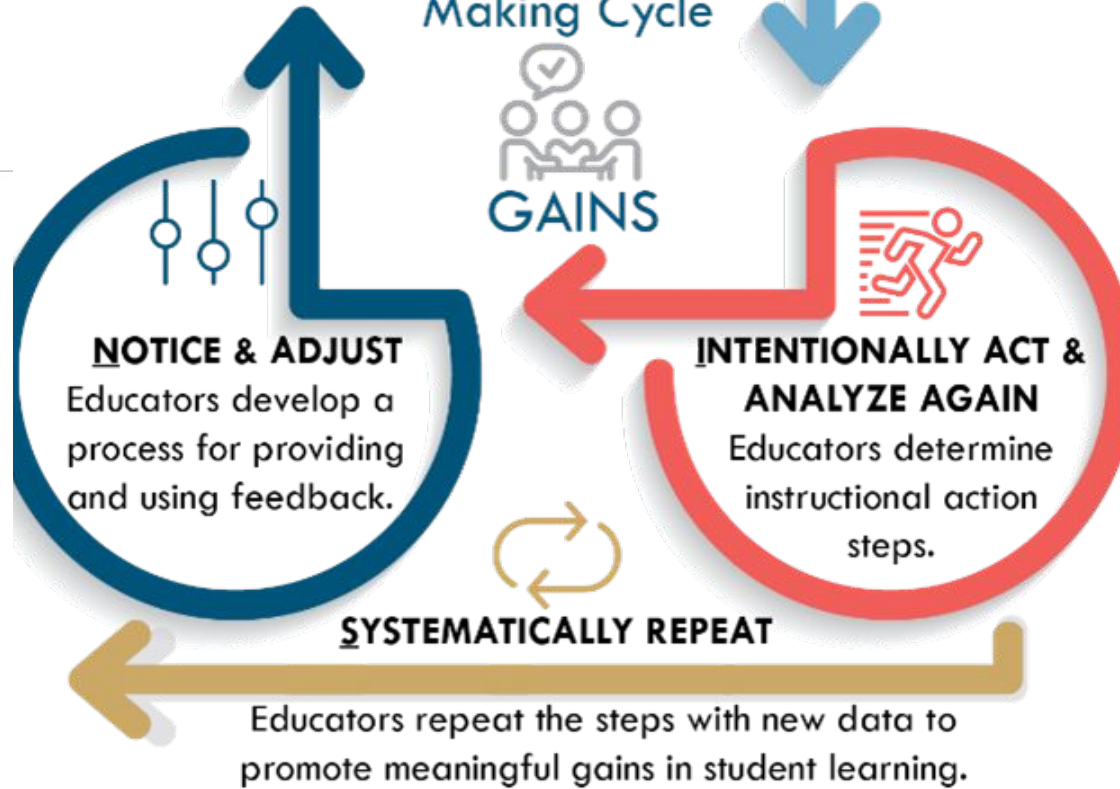 Making Cycle
GAINS
NOTICE & ADJUST
Educators develop a
process for providing
and using feedback.
INTENTIONALLY ACT &
ANALYZE AGAIN
Educators determine
instructional action
steps.
SYSTEMATICALLY REPEAT
Educators repeat the steps with new data to
promote meaningful gains in student learning.